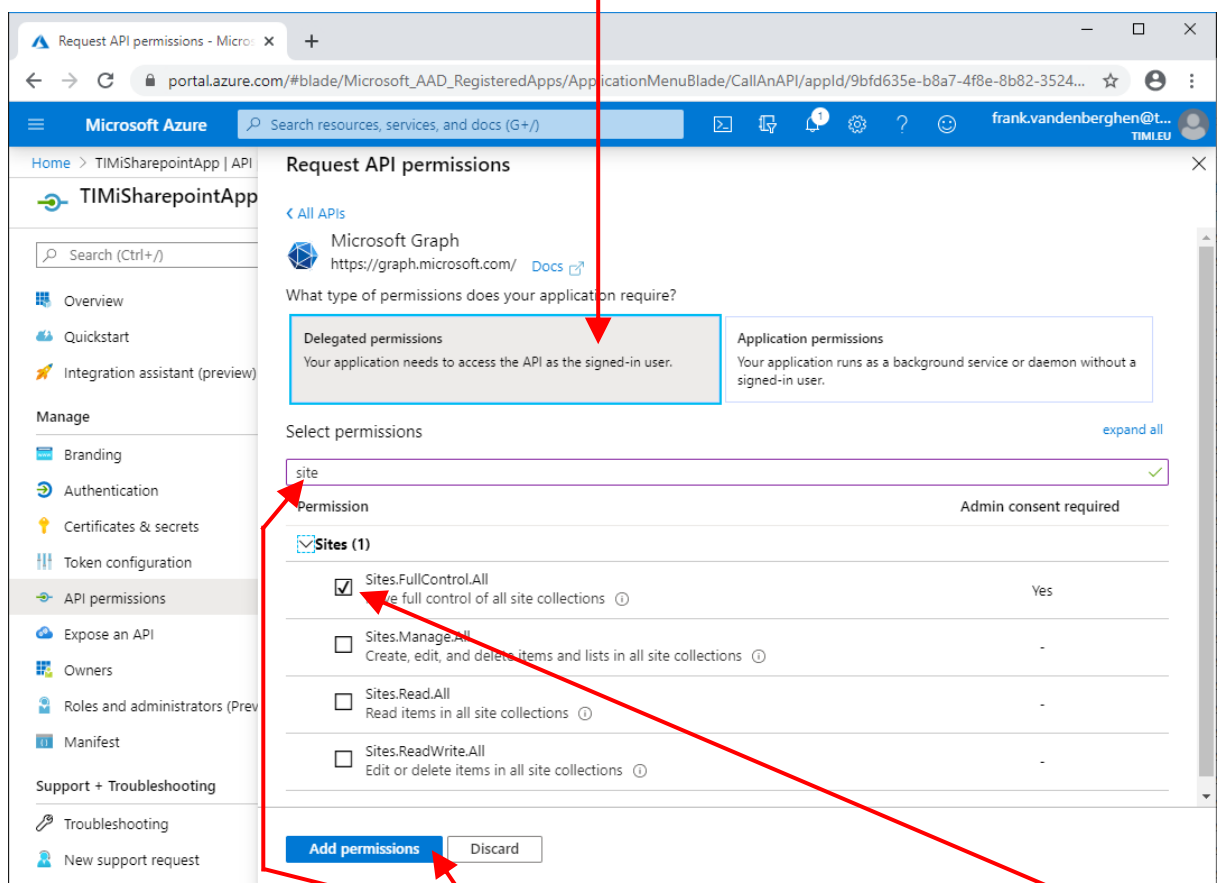 Request API permissions - Micros
portal.azure.com/#blade/Microsoft_AAD_RegisteredApps/ApplicationMenuBlade/CallAnAPI/appId/9bfd635e-b8a7-4f8e-8b82-3524...
Microsoft Azure
Search resources, services, and docs (G+/)
1
frank.vandenberghen@t...
TIMI.EU
Home > TIMiSharepointApp | API
TIMiSharepointApp
Search (Ctrl+/)
Overview
Quickstart
Integration assistant (preview)
Manage
Branding
Authentication
Certificates & secrets
Token configuration
API permissions
Expose an API
Owners
Roles and administrators (Prev
Manifest
Support + Troubleshooting
Troubleshooting
New support request
Request API permissions
All APIs
Microsoft Graph
https://graph.microsoft.com/ Docs
What type of permissions does your application require?
Delegated permissions
Your application needs to access the API as the signed-in user.
Application permissions
Your application runs as a background service or daemon without a
signed-in user.
Select permissions
expand all
site
Permission
Admin consent required
Sites (1)
Sites.FullControl.All
full control of all site collections
Yes
Sites.Manage.All
Create, edit, and delete items and lists in all site collections
-
Sites.Read.All
Read items in all site collections
-
Sites.ReadWrite.All
Edit or delete items in all site collections
-
Add permissions
Discard